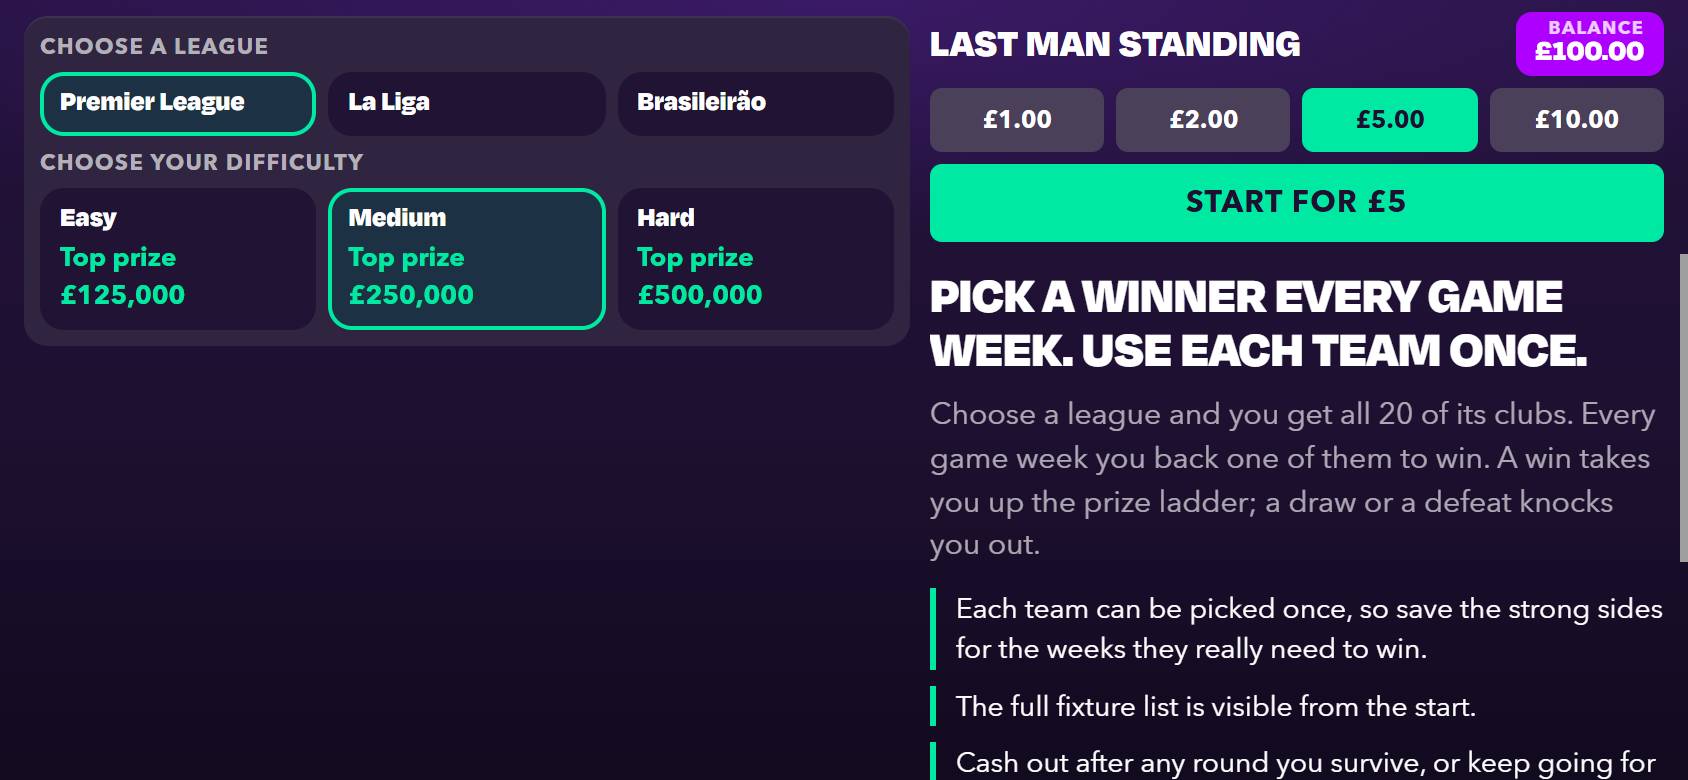 CHOOSE A LEAGUE
Premier League
La Liga
Brasileirão
CHOOSE YOUR DIFFICULTY
Easy
Top prize
£125,000
Medium
Top prize
£250,000
Hard
Top prize
£500,000
LAST MAN STANDING
BALANCE
£100.00
£1.00
£2.00
£5.00
£10.00
START FOR £5
PICK A WINNER EVERY GAME
WEEK. USE EACH TEAM ONCE.
Choose a league and you get all 20 of its clubs. Every
game week you back one of them to win. A win takes
you up the prize ladder; a draw or a defeat knocks
you out.
Each team can be picked once, so save the strong sides
for the weeks they really need to win.
The full fixture list is visible from the start.
Cash out after any round you survive, or keep going for